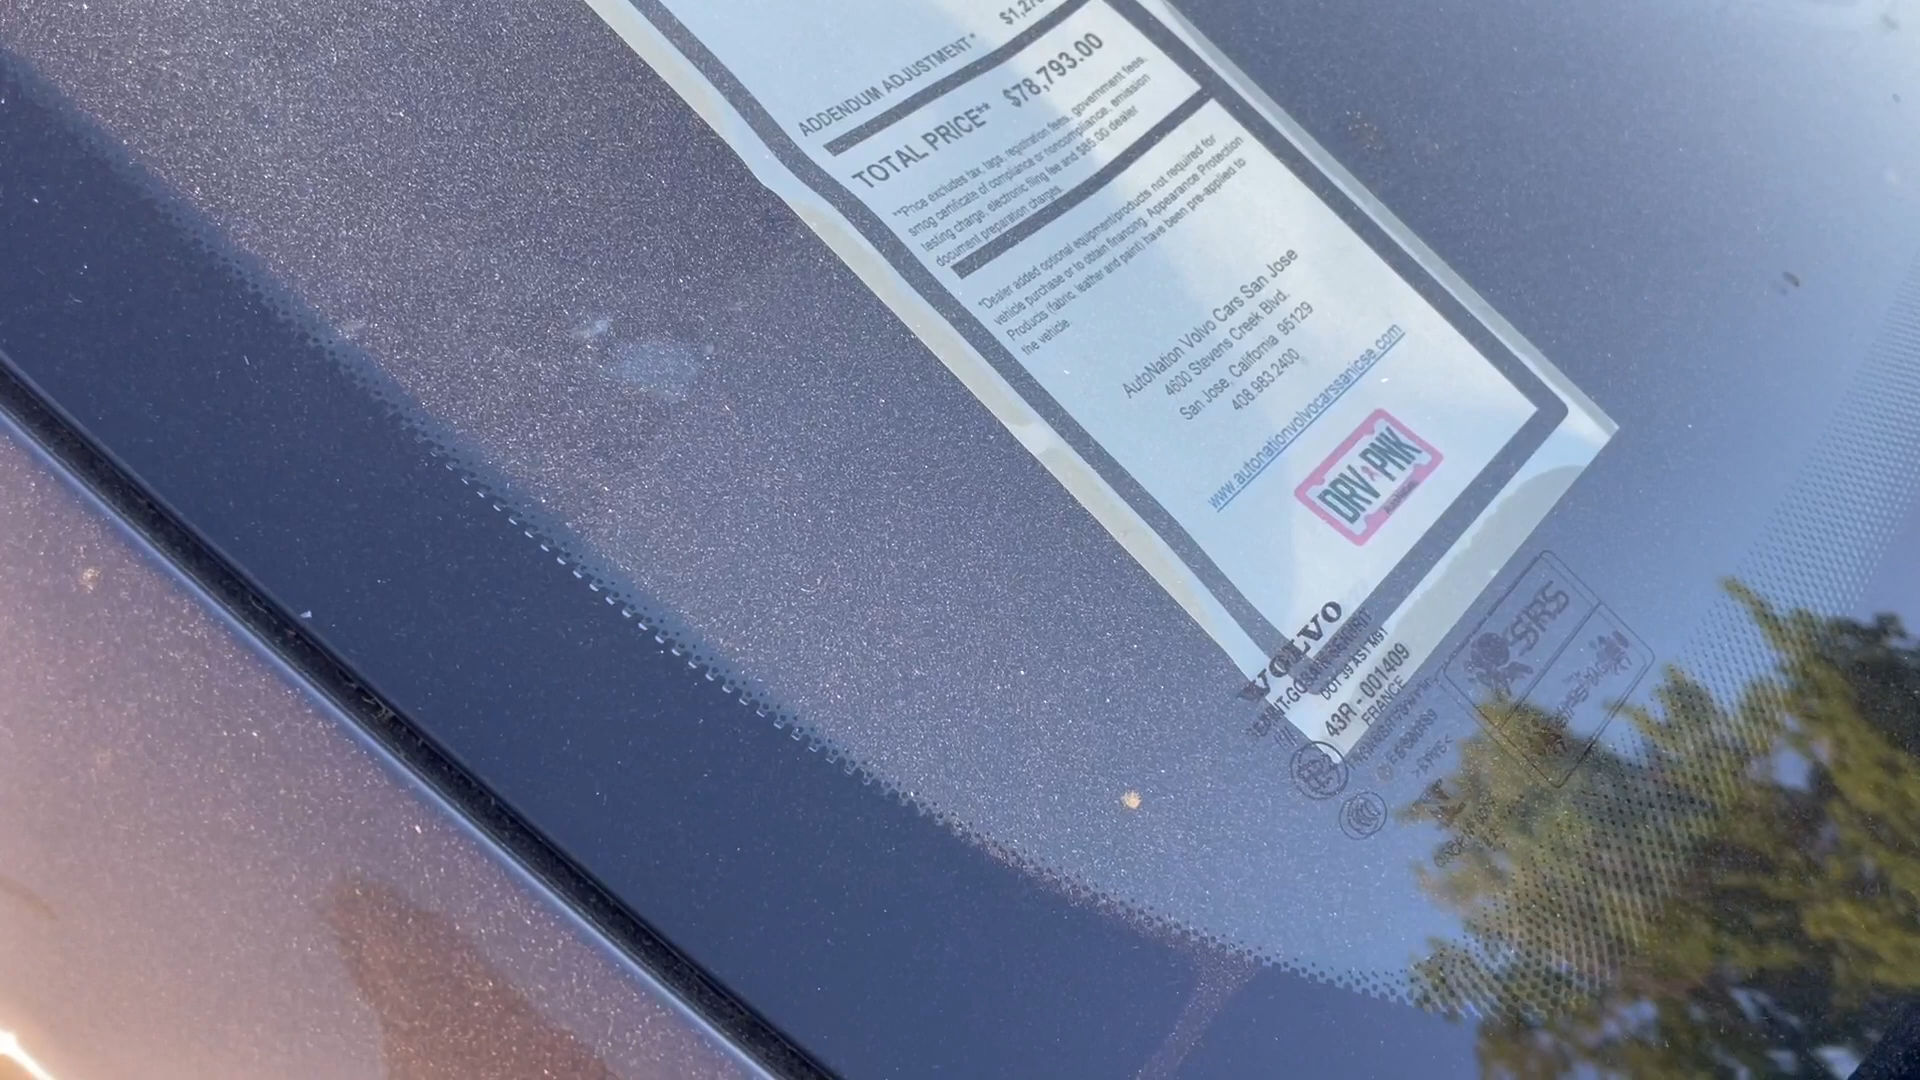 ADDENDUM ADJUSTMENT*
TOTAL PRICE** $78,793.00
**Price excludes tax, tags, registration fees, government fees,
smog certificate of compliance or noncompliance, emission
testing charge, electronic filing fee and $85.00 dealer
document preparation charges.
*Dealer added optional equipment/products not required for
vehicle purchase or to obtain financing. Appearance Protection
Products (fabric, leather and paint) have been pre-applied to
the vehicle.
AutoNation Volvo Cars San Jose
4600 Stevens Creek Blvd.
San Jose, California 95129
408.983.2400
www.autonationvolvocarssanjose.com
DRV PNK
AutoNation
VOLVO
43R - 001409
FRANCE